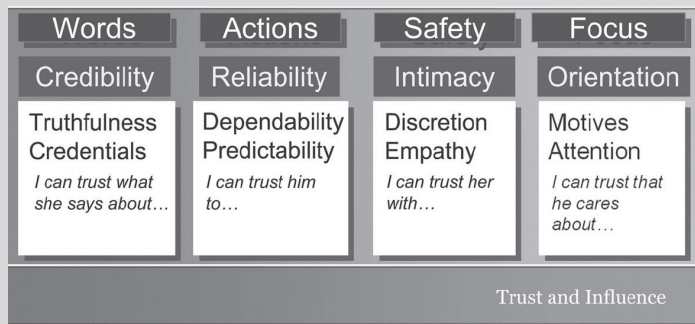 Words
Credibility
Truthfulness
Credentials
I can trust what
she says about…
Actions
Reliability
Dependability
Predictability
I can trust him
to…
Safety
Intimacy
Discretion
Empathy
I can trust her
with…
Focus
Orientation
Motives
Attention
I can trust that
he cares
about…
Trust and Influence